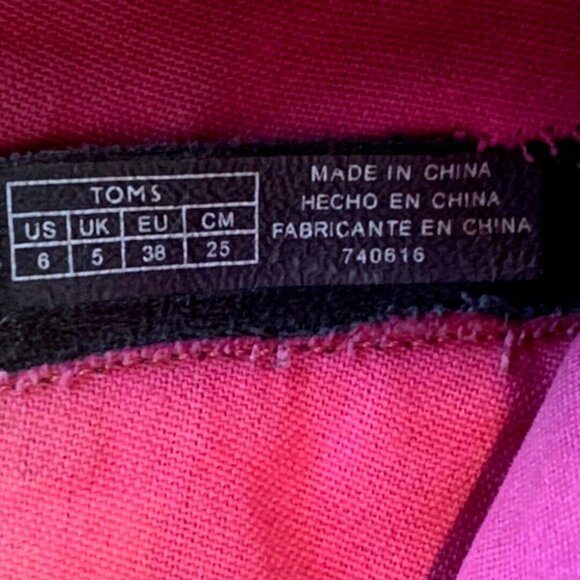 TOMS
US UK EU CM
6 5 38 25
MADE IN CHINA
HECHO EN CHINA
FABRICANTE EN CHINA
740616